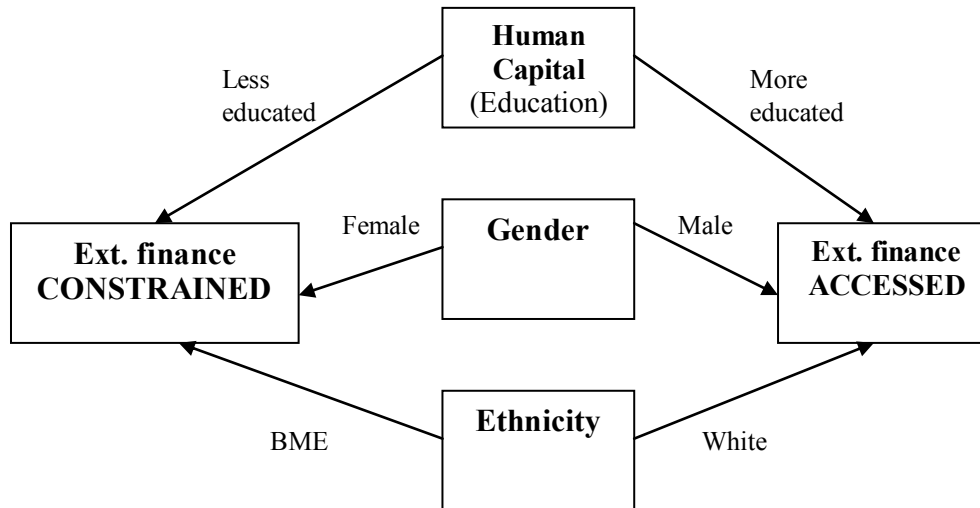 Human
Capital
(Education)
Less
educated
More
educated
Female
Gender
Male
Ext. finance
CONSTRAINED
Ext. finance
ACCESSED
Ethnicity
BME
White